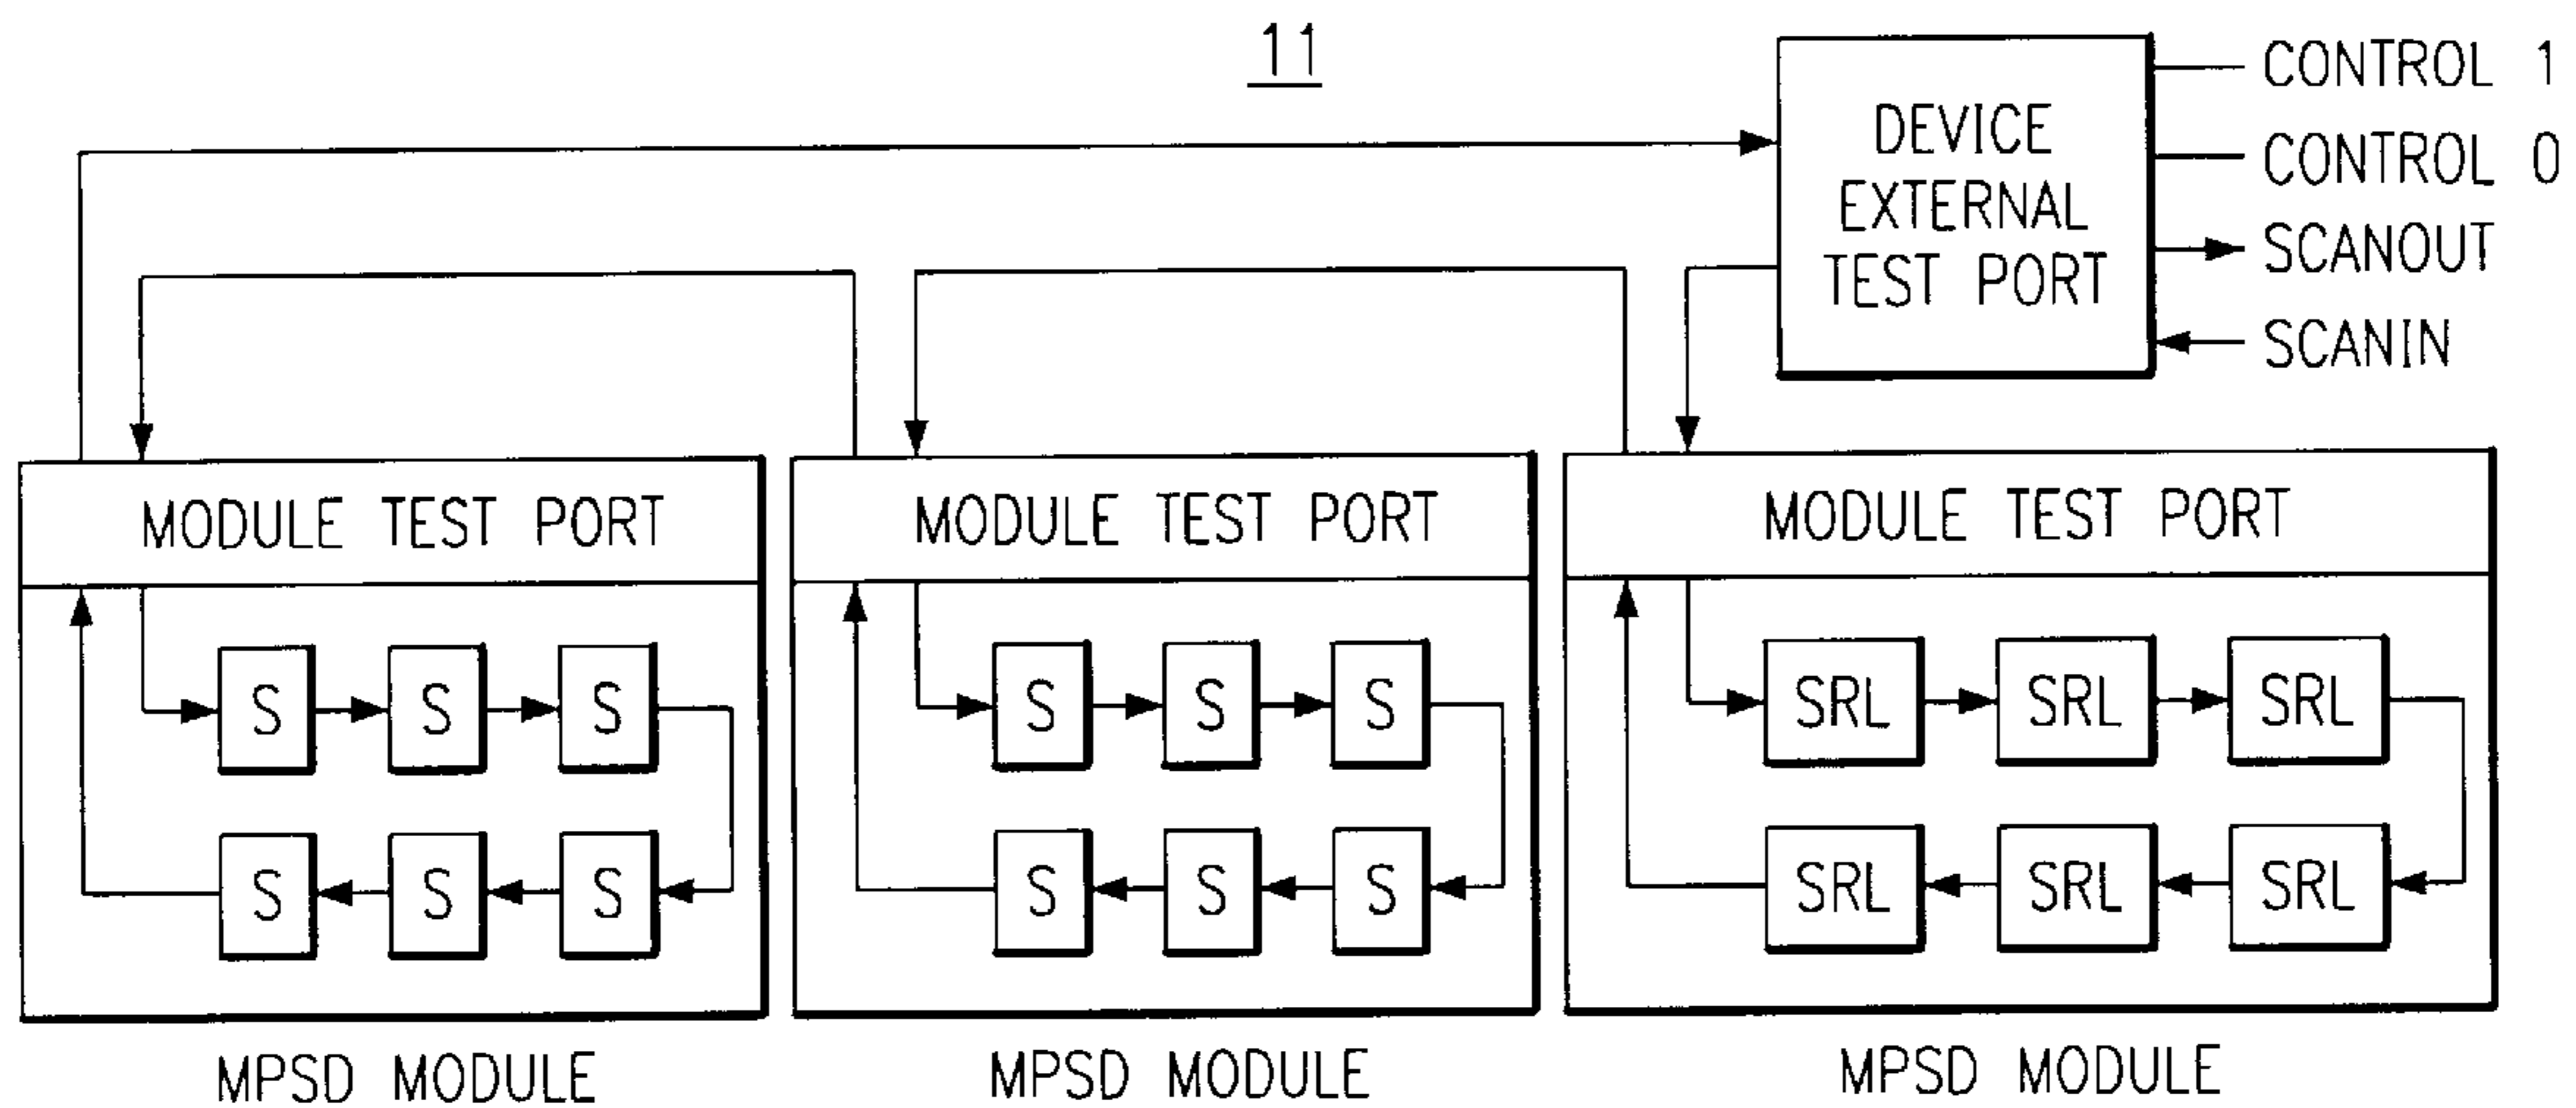 11
DEVICE
EXTERNAL
TEST PORT
CONTROL 1
CONTROL 0
SCANOUT
SCANIN
MODULE TEST PORT
MODULE TEST PORT
MODULE TEST PORT
S S S
S S S
S S S
S S S
SRL SRL SRL
SRL SRL SRL
MPSD MODULE
MPSD MODULE
MPSD MODULE